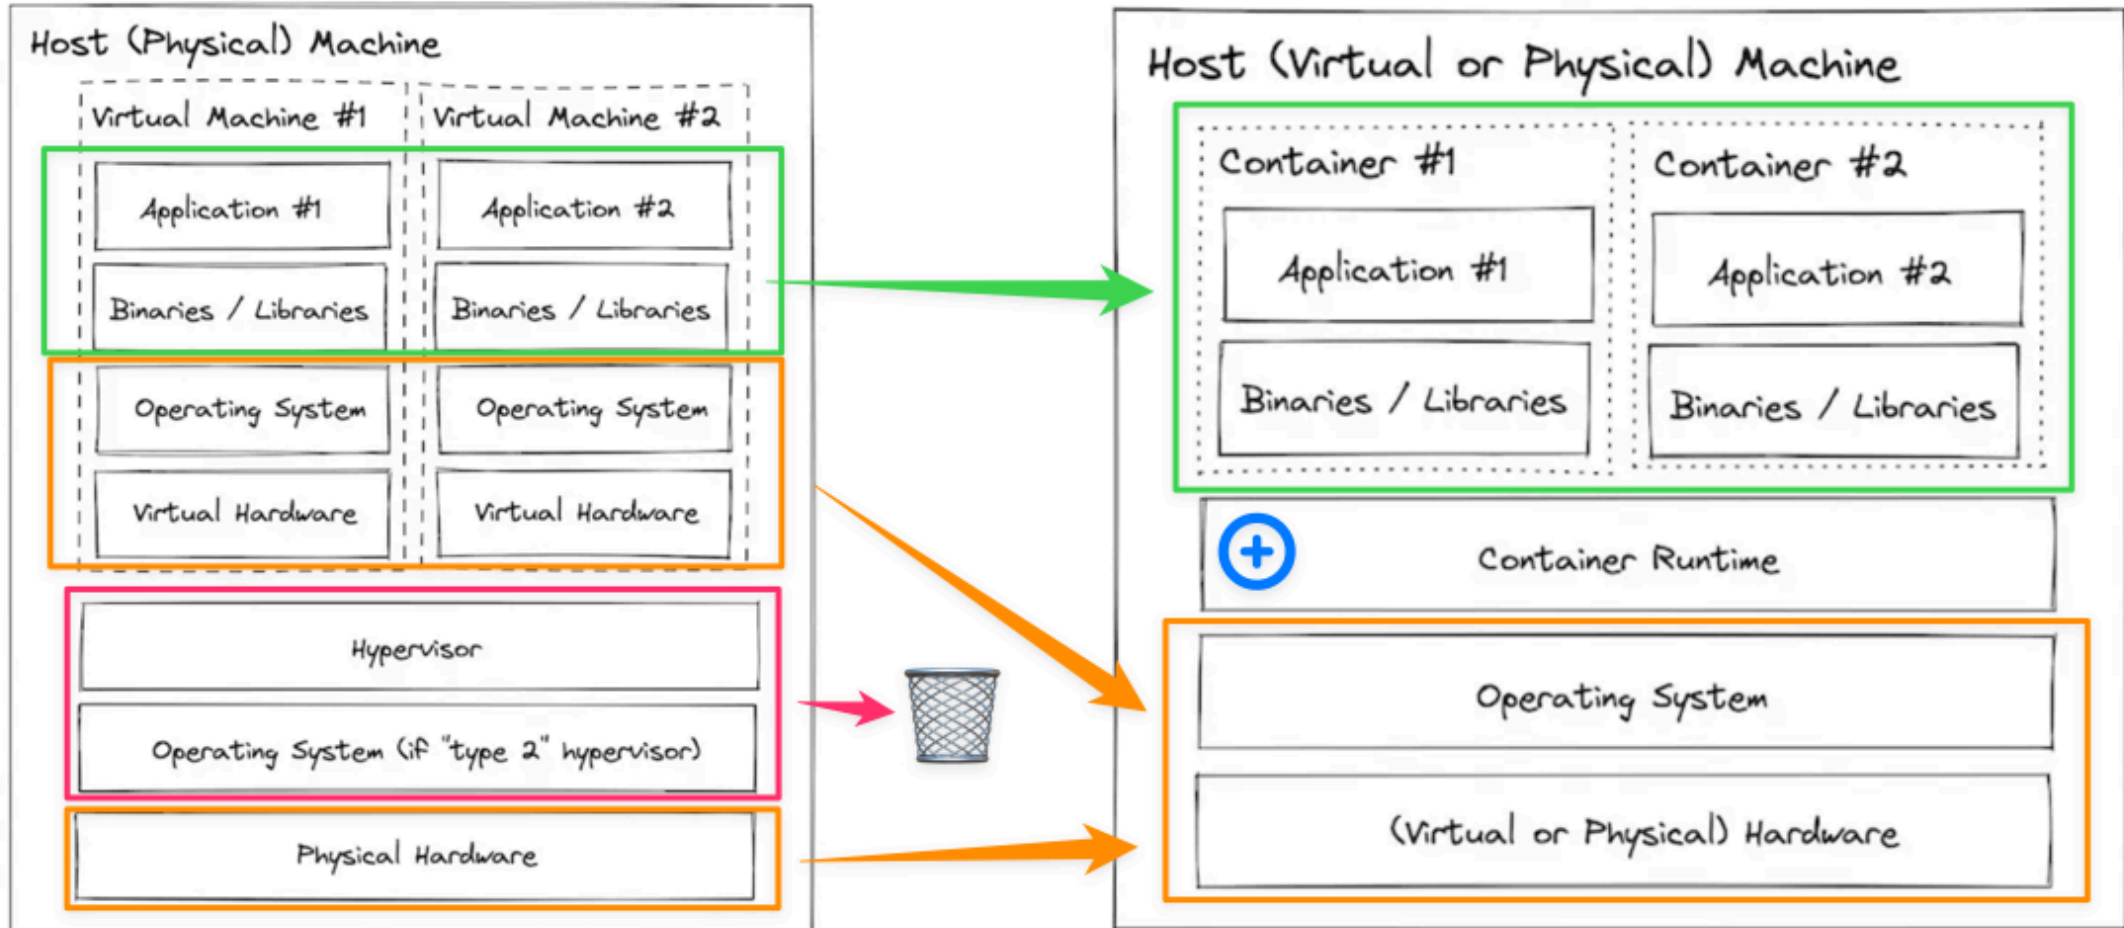 Host (Physical) Machine
Virtual Machine #1
Virtual Machine #2
Application #1
Application #2
Binaries / Libraries
Binaries / Libraries
Operating System
Operating System
Virtual Hardware
Virtual Hardware
Hypervisor
Operating System (if "type 2" hypervisor)
Physical Hardware
Host (Virtual or Physical) Machine
Container #1
Container #2
Application #1
Application #2
Binaries / Libraries
Binaries / Libraries
Container Runtime
Operating System
(Virtual or Physical) Hardware